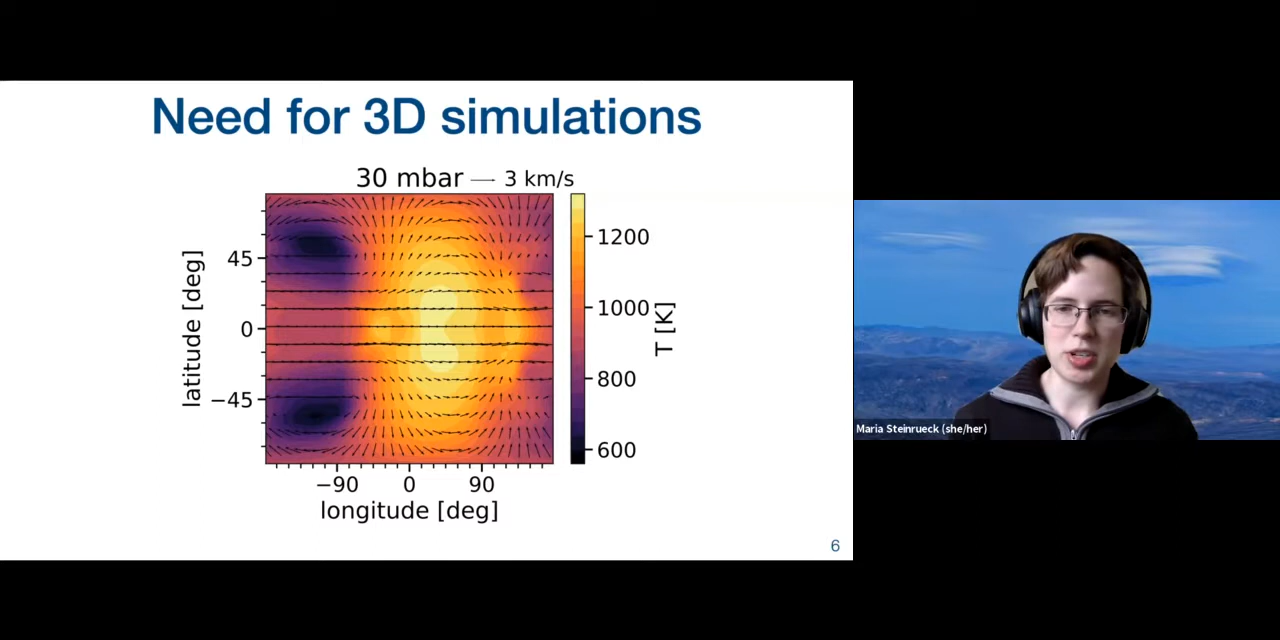 Need for 3D simulations
30 mbar → 3 km/s
1200
1000
800
600
T [K]
45
0
−45
latitude [deg]
−90 0 90
longitude [deg]
6
Maria Steinrueck (she/her)